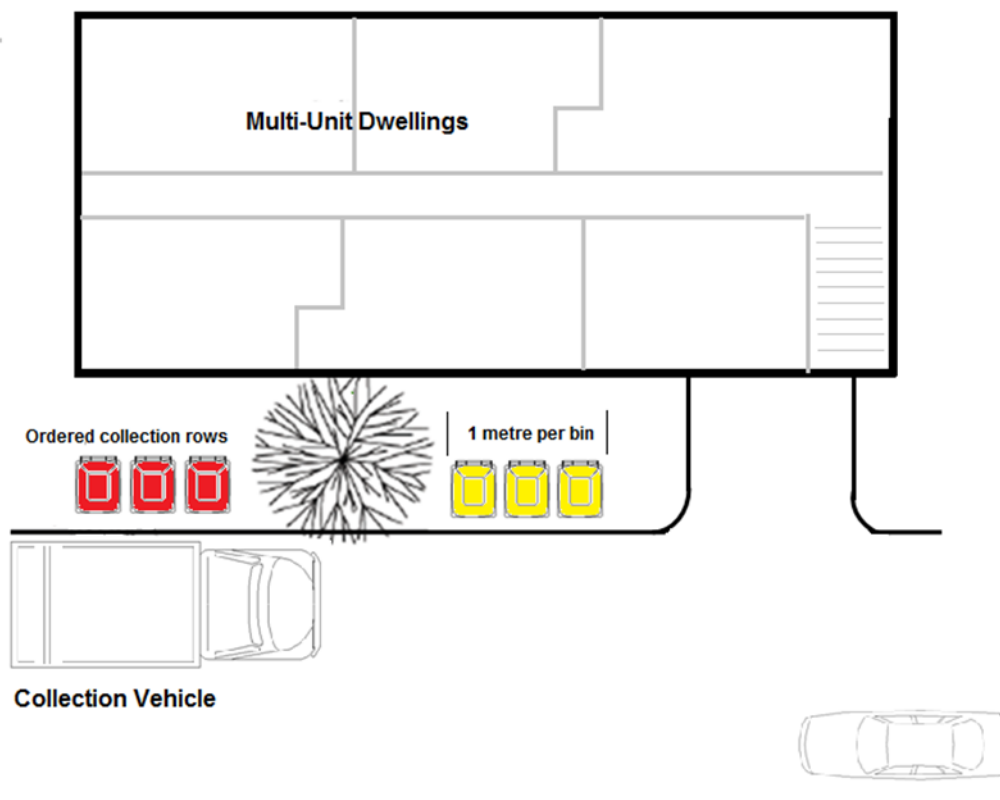 Multi-Unit Dwellings
Ordered collection rows
1 metre per bin
Collection Vehicle